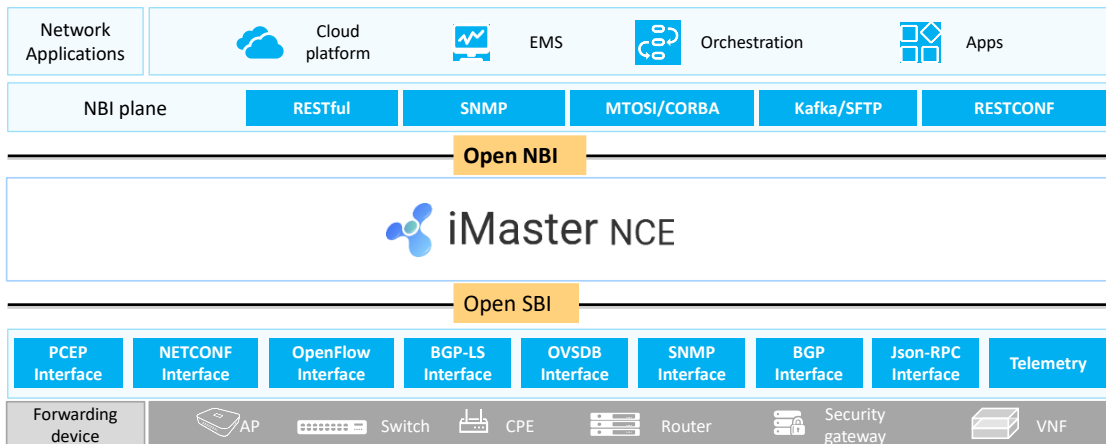 Network
Applications
Cloud
platform
EMS
Orchestration
Apps
NBI plane
RESTful
SNMP
MTOSI/CORBA
Kafka/SFTP
RESTCONF
Open NBI
iMaster NCE
Open SBI
PCEP
Interface
NETCONF
Interface
OpenFlow
Interface
BGP-LS
Interface
OVSDB
Interface
SNMP
Interface
BGP
Interface
Json-RPC
Interface
Telemetry
Forwarding
device
AP
Switch
CPE
Router
Security
gateway
VNF